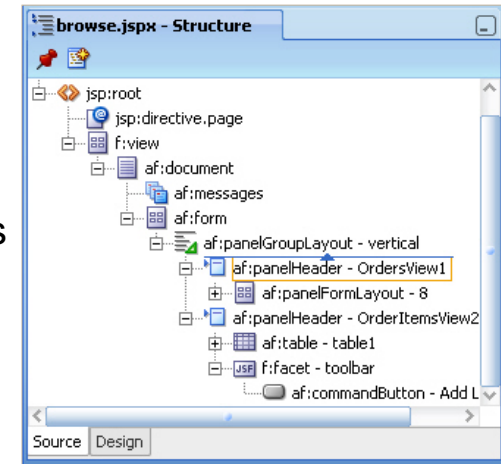 browse.jspx - Structure
jsp:root
jsp:directive.page
f:view
af:document
af:messages
af:form
s
af:panelGroupLayout - vertical
af:panelHeader - OrdersView1
af:panelFormLayout - 8
af:panelHeader - OrderItemsView2
af:table - table1
JSF f:facet - toolbar
af:commandButton - Add L
Source Design